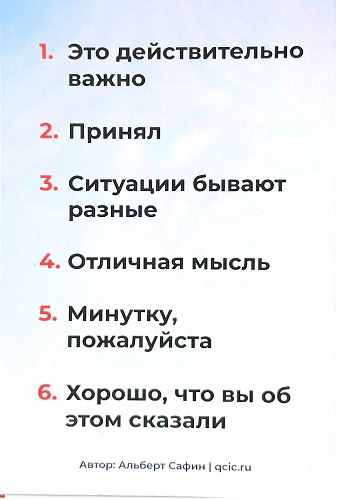 1. Это действительно
важно
2. Принял
3. Ситуации бывают
разные
4. Отличная мысль
5. Минутку,
пожалуйста
6. Хорошо, что вы об
этом сказали
Автор: Альберт Сафин | qcic.ru